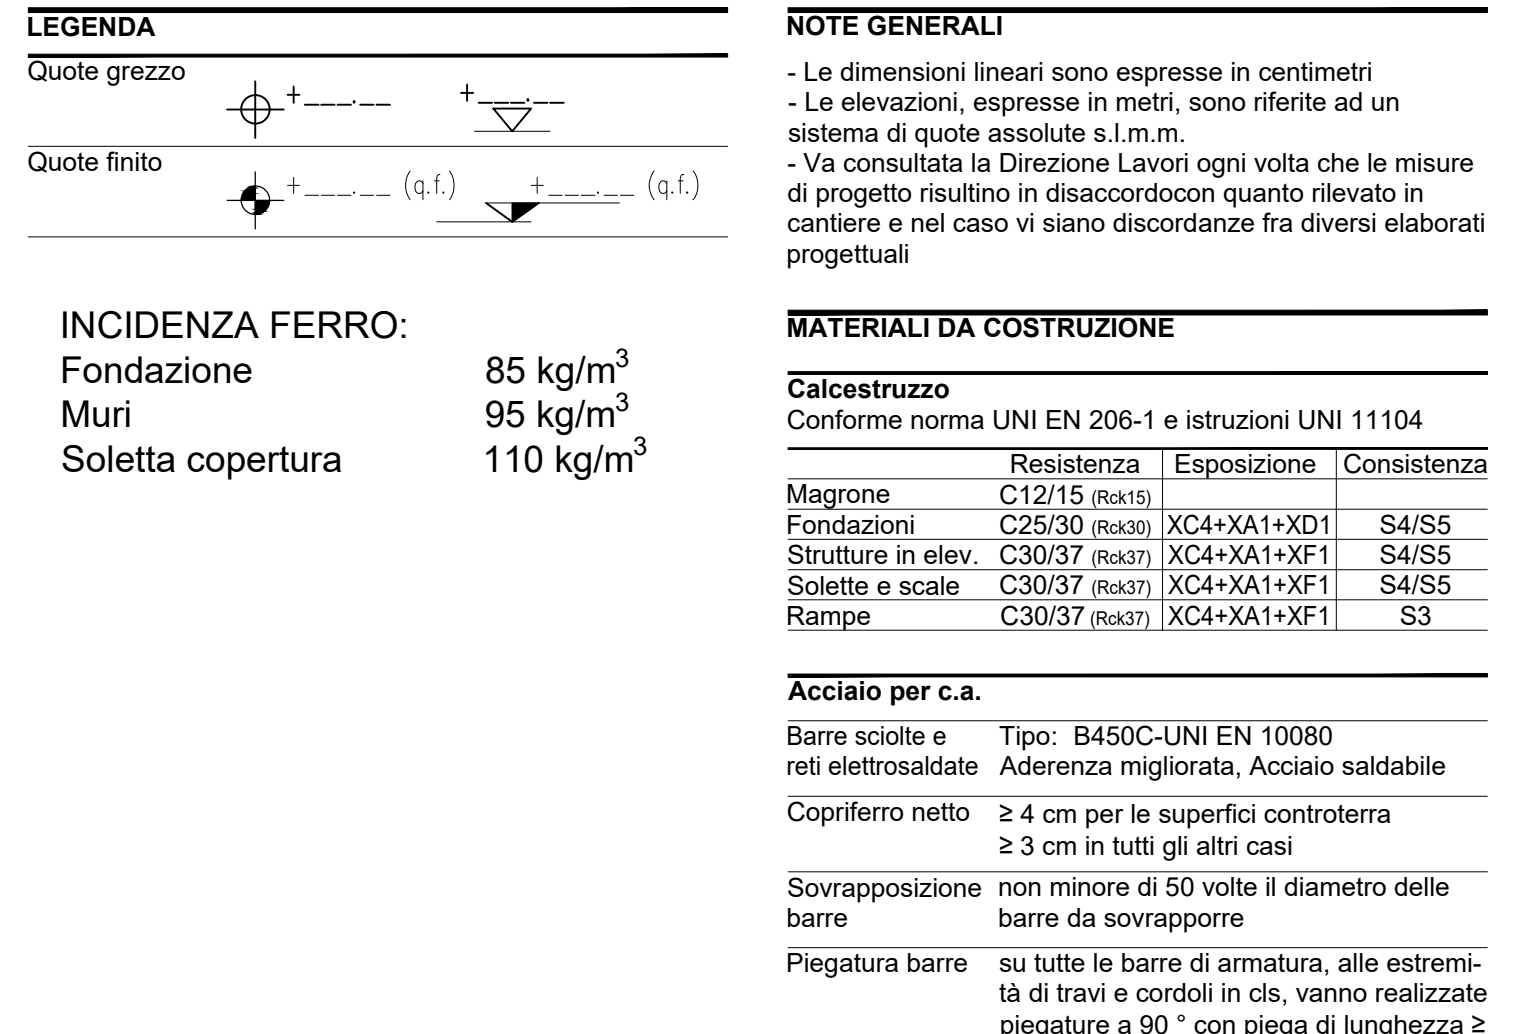 LEGENDA
Quote grezzo
+___.__ +___.__
Quote finito
+___.__ (q.f.) +___.__ (q.f.)
INCIDENZA FERRO:
Fondazione 85 kg/m³
Muri 95 kg/m³
Soletta copertura 110 kg/m³
NOTE GENERALI
- Le dimensioni lineari sono espresse in centimetri
- Le elevazioni, espresse in metri, sono riferite ad un
sistema di quote assolute s.l.m.m.
- Va consultata la Direzione Lavori ogni volta che le misure
di progetto risultino in disaccordocon quanto rilevato in
cantiere e nel caso vi siano discordanze fra diversi elaborati
progettuali
MATERIALI DA COSTRUZIONE
Calcestruzzo
Conforme norma UNI EN 206-1 e istruzioni UNI 11104
Resistenza Esposizione Consistenza
Magrone C12/15 (Rck15)
Fondazioni C25/30 (Rck30) XC4+XA1+XD1 S4/S5
Strutture in elev. C30/37 (Rck37) XC4+XA1+XF1 S4/S5
Solette e scale C30/37 (Rck37) XC4+XA1+XF1 S4/S5
Rampe C30/37 (Rck37) XC4+XA1+XF1 S3
Acciaio per c.a.
Barre sciolte e Tipo: B450C-UNI EN 10080
reti elettrosaldate Aderenza migliorata, Acciaio saldabile
Copriferro netto ≥ 4 cm per le superfici controterra
≥ 3 cm in tutti gli altri casi
Sovrapposizione non minore di 50 volte il diametro delle
barre barre da sovrapporre
Piegatura barre su tutte le barre di armatura, alle estremi-
tà di travi e cordoli in cls, vanno realizzate
piegature a 90 ° con piega di lunghezza ≥